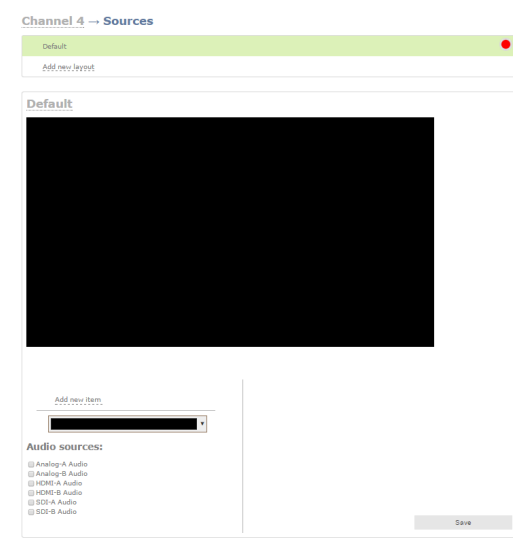 Channel 4 → Sources
Default
Add new layout
Default
Add new item
Audio sources:
Analog-A Audio
Analog-B Audio
HDMI-A Audio
HDMI-B Audio
SDI-A Audio
SDI-B Audio
Save